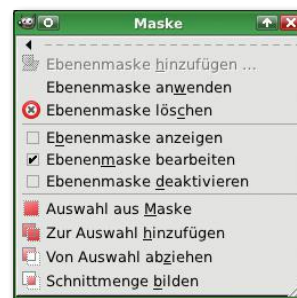 Maske
Ebenenmaske hinzufügen ...
Ebenenmaske anwenden
Ebenenmaske löschen
Ebenenmaske anzeigen
Ebenenmaske bearbeiten
Ebenenmaske deaktivieren
Auswahl aus Maske
Zur Auswahl hinzufügen
Von Auswahl abziehen
Schnittmenge bilden